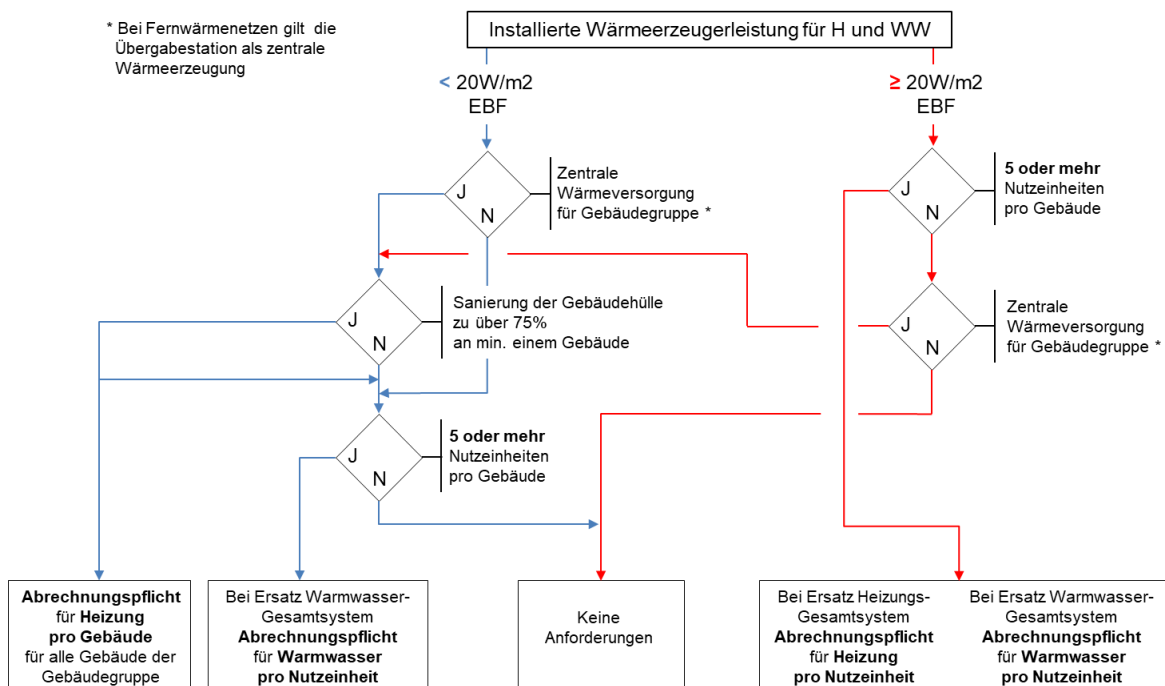 * Bei Fernwärmenetzen gilt die
Übergabestation als zentrale
Wärmeerzeugung
Installierte Wärmeerzeugerleistung für H und WW
< 20W/m2
EBF
≥ 20W/m2
EBF
J
N
Zentrale
Wärmeversorgung
für Gebäudegruppe *
J
N
5 oder mehr
Nutzeinheiten
pro Gebäude
J
N
Sanierung der Gebäudehülle
zu über 75%
an min. einem Gebäude
J
N
Zentrale
Wärmeversorgung
für Gebäudegruppe *
J
N
5 oder mehr
Nutzeinheiten
pro Gebäude
Abrechnungspflicht
für Heizung
pro Gebäude
für alle Gebäude der
Gebäudegruppe
Bei Ersatz Warmwasser-
Gesamtsystem
Abrechnungspflicht
für Warmwasser
pro Nutzeinheit
Keine
Anforderungen
Bei Ersatz Heizungs-
Gesamtsystem
Abrechnungspflicht
für Heizung
pro Nutzeinheit
Bei Ersatz Warmwasser-
Gesamtsystem
Abrechnungspflicht
für Warmwasser
pro Nutzeinheit